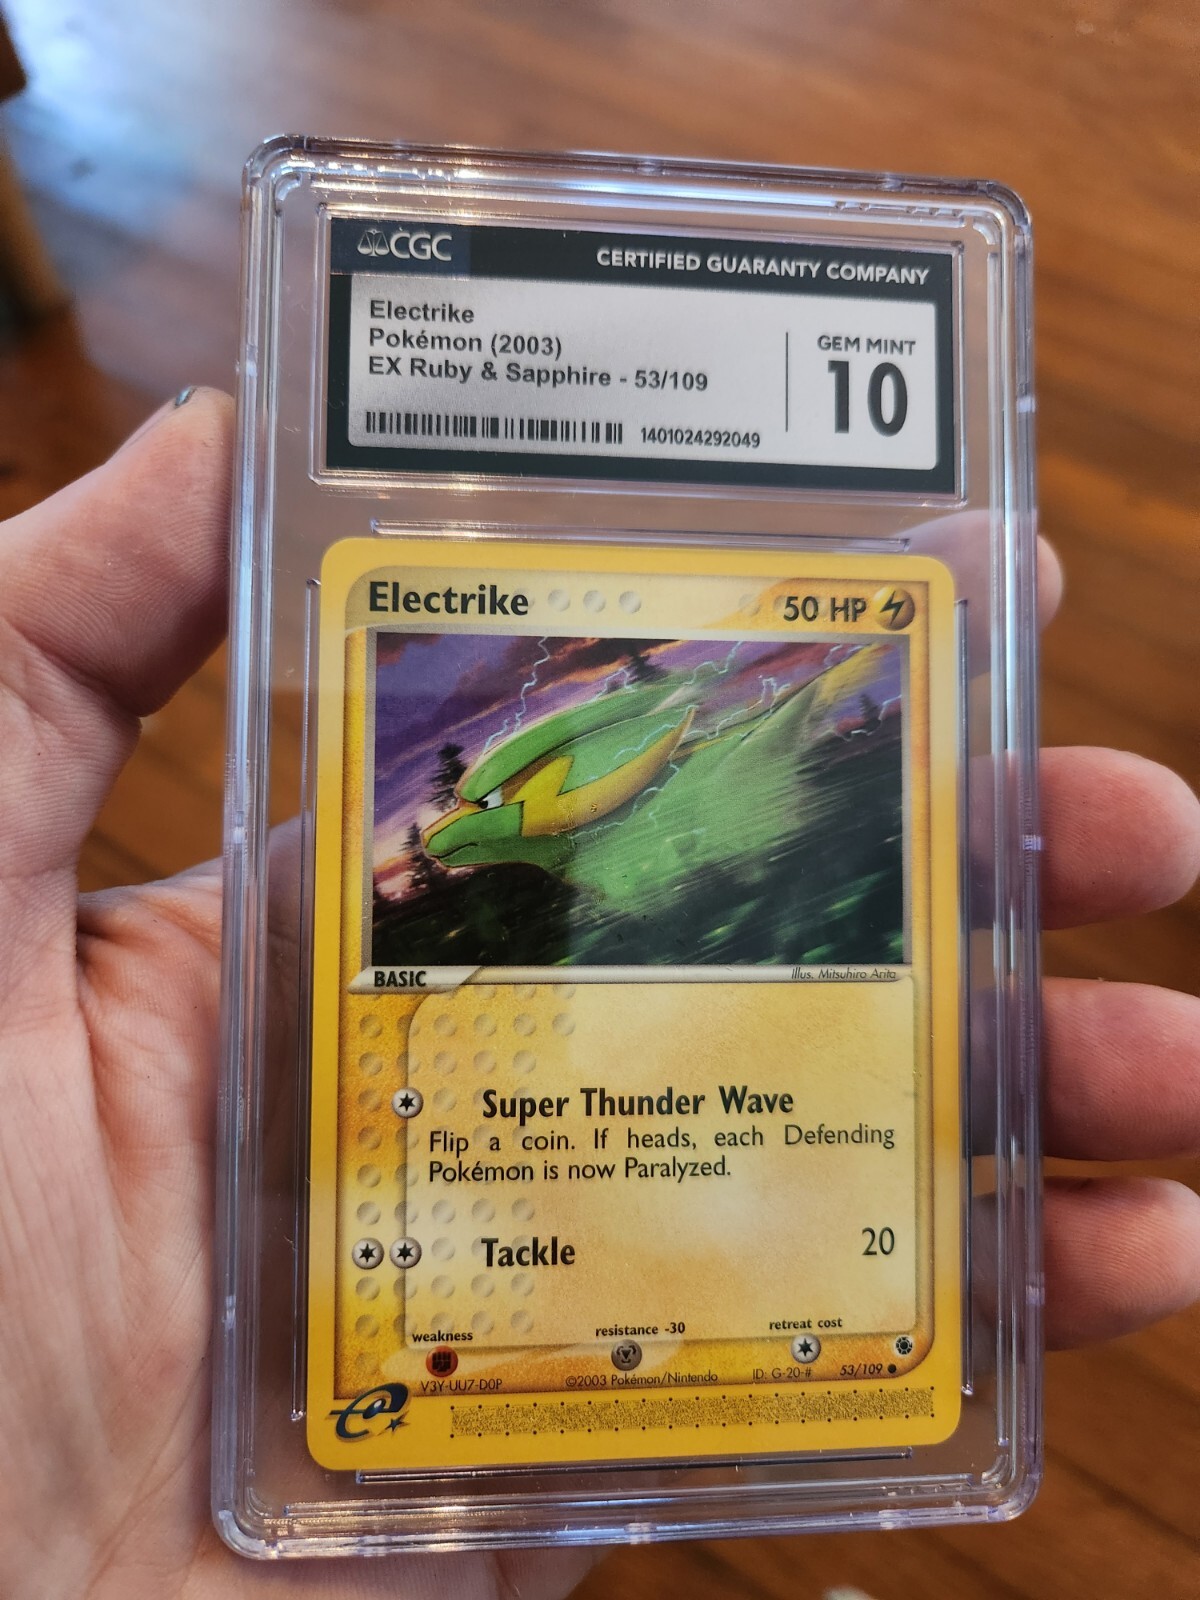 CGC
CERTIFIED GUARANTY COMPANY
Electrike
Pokémon (2003)
EX Ruby & Sapphire - 53/109
GEM MINT
10
1401024292049
Electrike
50 HP
BASIC
Illus. Mitsuhiro Arita
Super Thunder Wave
Flip a coin. If heads, each Defending
Pokémon is now Paralyzed.
Tackle 20
weakness
resistance -30
retreat cost
V3Y-UU7-D0P
©2003 Pokémon/Nintendo
ID: G-20-#
53/109
e